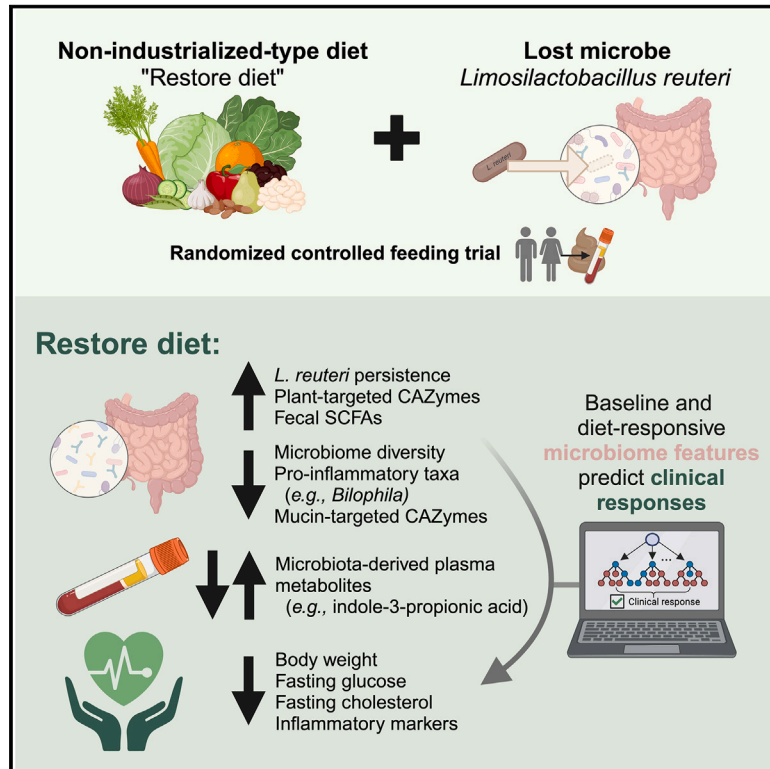 Non-industrialized-type diet
"Restore diet"
Lost microbe
Limosilactobacillus reuteri
+
L. reuteri
Randomized controlled feeding trial
Restore diet:
L. reuteri persistence
Plant-targeted CAZymes
Fecal SCFAs
Microbiome diversity
Pro-inflammatory taxa
(e.g., Bilophila)
Mucin-targeted CAZymes
Microbiota-derived plasma
metabolites
(e.g., indole-3-propionic acid)
Body weight
Fasting glucose
Fasting cholesterol
Inflammatory markers
Baseline and
diet-responsive
microbiome features
predict clinical
responses
...
Clinical response